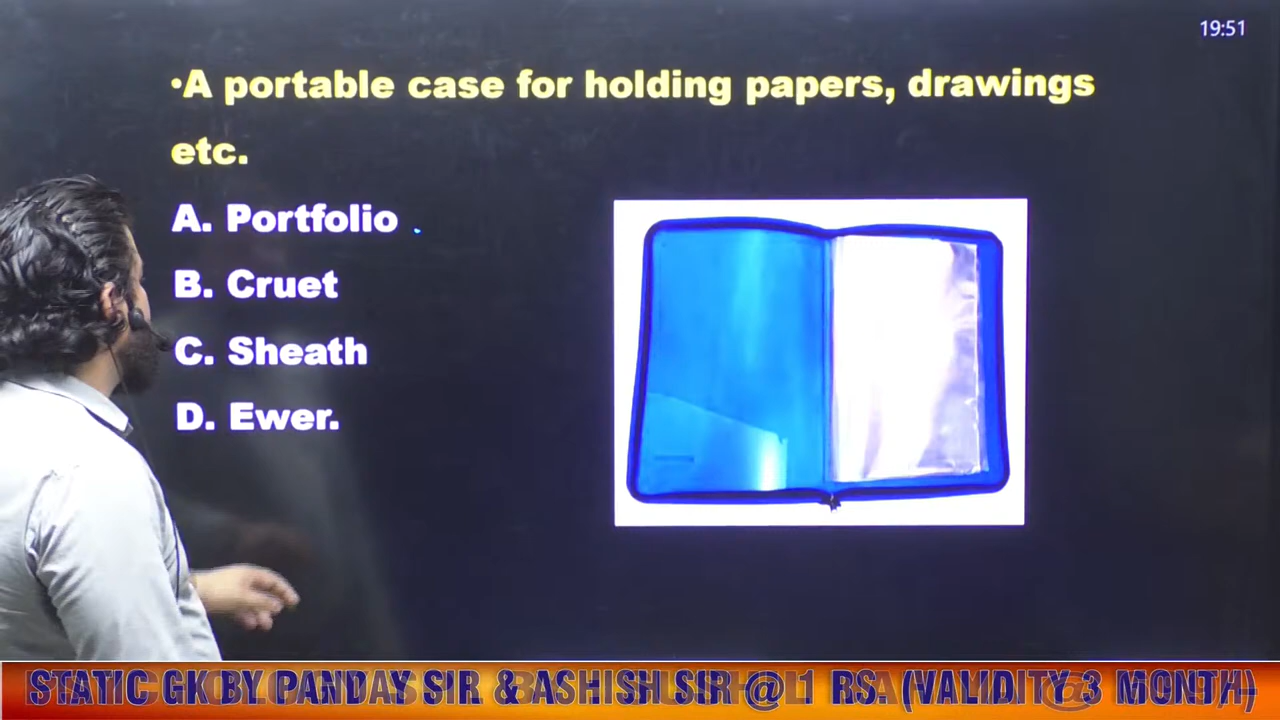 19:51
•A portable case for holding papers, drawings
etc.
A. Portfolio
B. Cruet
C. Sheath
D. Ewer.
STATIC GK BY PANDAY SIR & ASHISH SIR @ 1 RS. (VALIDITY 3 MONTH)